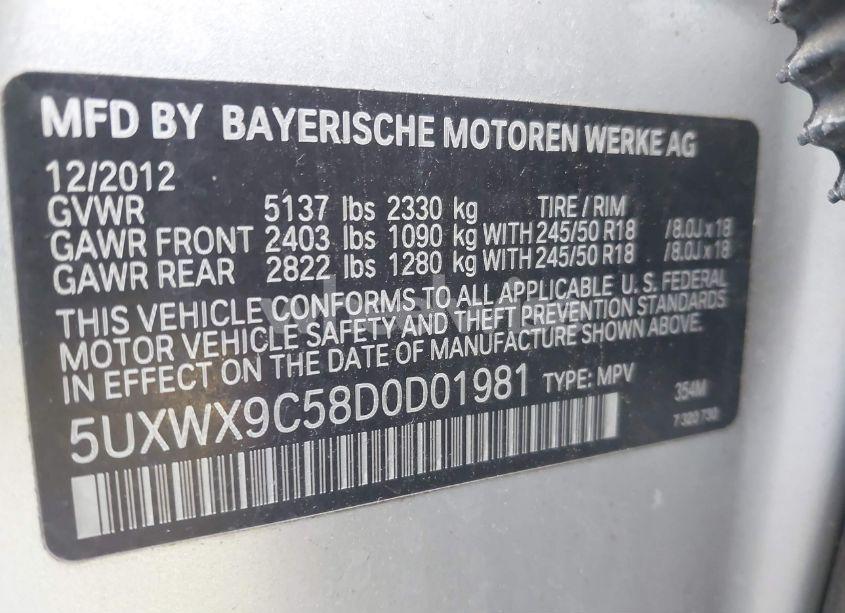 MFD BY BAYERISCHE MOTOREN WERKE AG
12/2012
GVWR 5137 lbs 2330 kg TIRE / RIM
GAWR FRONT 2403 lbs 1090 kg WITH 245/50 R18 /8.0J x 18
GAWR REAR 2822 lbs 1280 kg WITH 245/50 R18 /8.0J x 18
THIS VEHICLE CONFORMS TO ALL APPLICABLE U. S. FEDERAL
MOTOR VEHICLE SAFETY AND THEFT PREVENTION STANDARDS
IN EFFECT ON THE DATE OF MANUFACTURE SHOWN ABOVE.
5UXWX9C58D0D01981 TYPE: MPV 354M
7 320 730